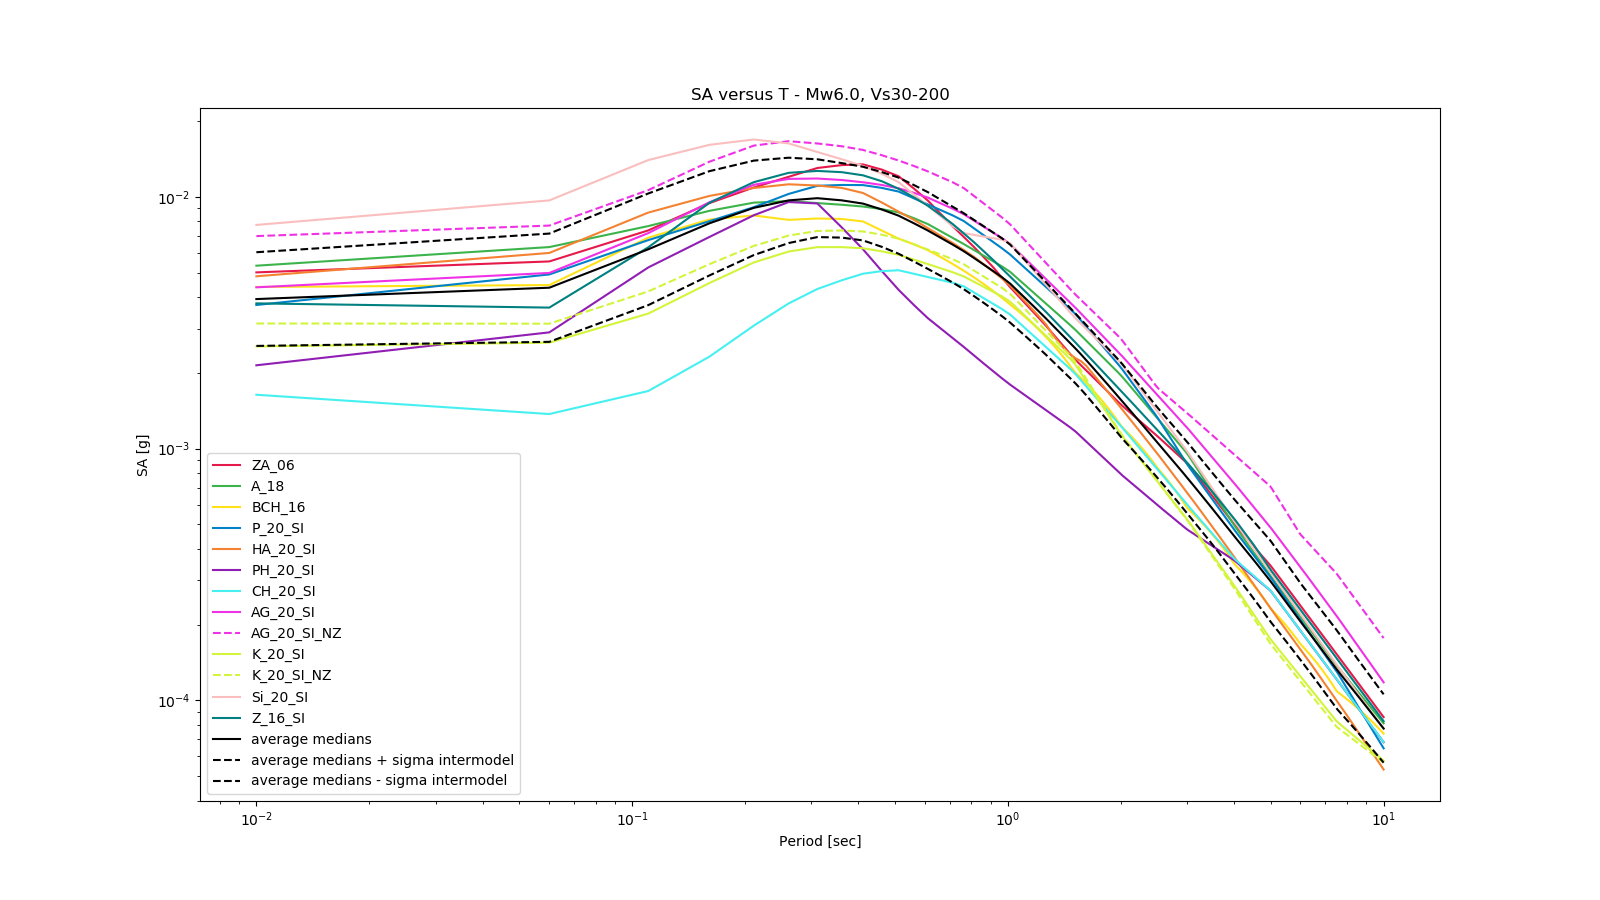 SA versus T - Mw6.0, Vs30-200
10⁻²
10⁻³
10⁻⁴
SA [g]
ZA_06
A_18
BCH_16
P_20_SI
HA_20_SI
PH_20_SI
CH_20_SI
AG_20_SI
AG_20_SI_NZ
K_20_SI
K_20_SI_NZ
Si_20_SI
Z_16_SI
average medians
average medians + sigma intermodel
average medians - sigma intermodel
10⁻² 10⁻¹ 10⁰ 10¹
Period [sec]